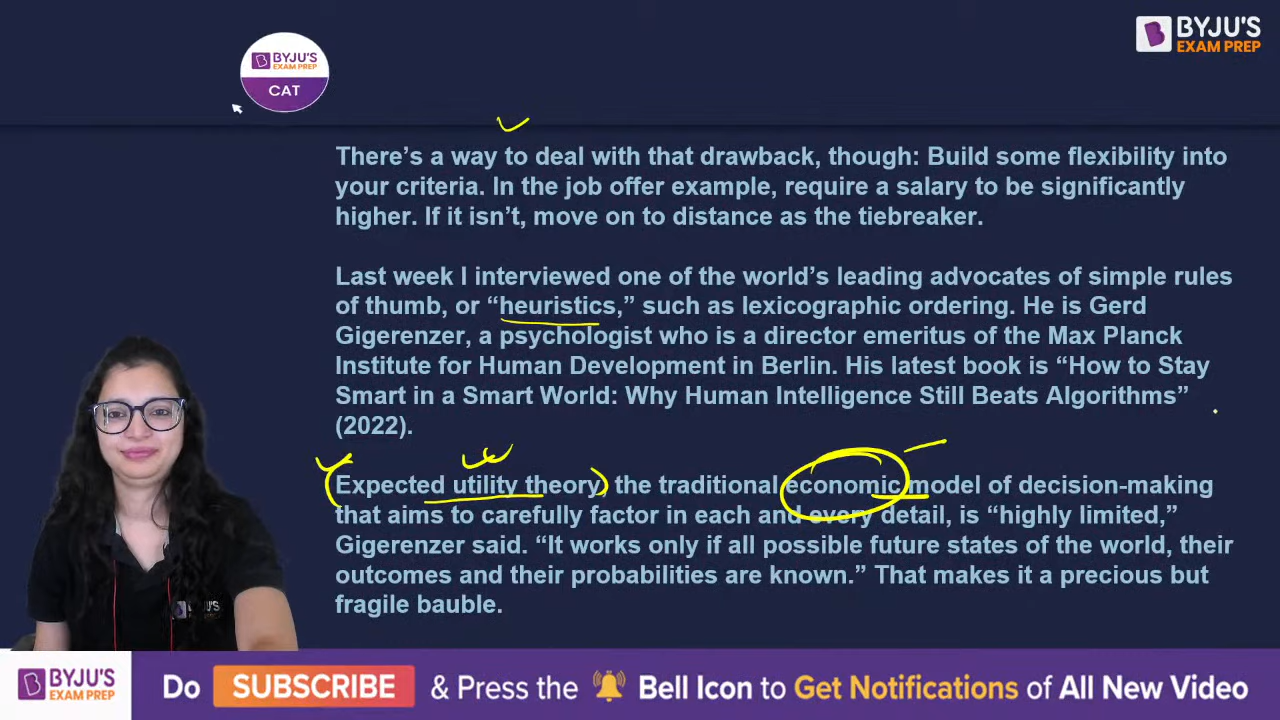 BYJU'S
EXAM PREP
BYJU'S
EXAM PREP
CAT
There's a way to deal with that drawback, though: Build some flexibility into
your criteria. In the job offer example, require a salary to be significantly
higher. If it isn't, move on to distance as the tiebreaker.
Last week I interviewed one of the world's leading advocates of simple rules
of thumb, or “heuristics,” such as lexicographic ordering. He is Gerd
Gigerenzer, a psychologist who is a director emeritus of the Max Planck
Institute for Human Development in Berlin. His latest book is “How to Stay
Smart in a Smart World: Why Human Intelligence Still Beats Algorithms”
(2022).
Expected utility theory, the traditional economic model of decision-making
that aims to carefully factor in each and every detail, is “highly limited,”
Gigerenzer said. “It works only if all possible future states of the world, their
outcomes and their probabilities are known.” That makes it a precious but
fragile bauble.
BYJU'S
EXAM PREP
BYJU'S
EXAM PREP
Do SUBSCRIBE & Press the Bell Icon to Get Notifications of All New Video